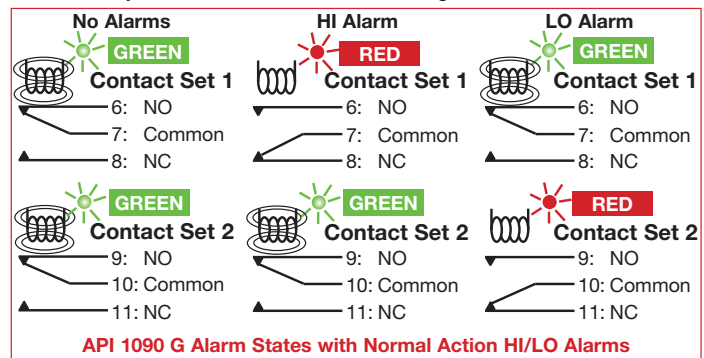 No Alarms HI Alarm LO Alarm
GREEN RED GREEN
Contact Set 1 Contact Set 1 Contact Set 1
6: NO 6: NO 6: NO
7: Common 7: Common 7: Common
8: NC 8: NC 8: NC
GREEN GREEN RED
Contact Set 2 Contact Set 2 Contact Set 2
9: NO 9: NO 9: NO
10: Common 10: Common 10: Common
11: NC 11: NC 11: NC
API 1090 G Alarm States with Normal Action HI/LO Alarms